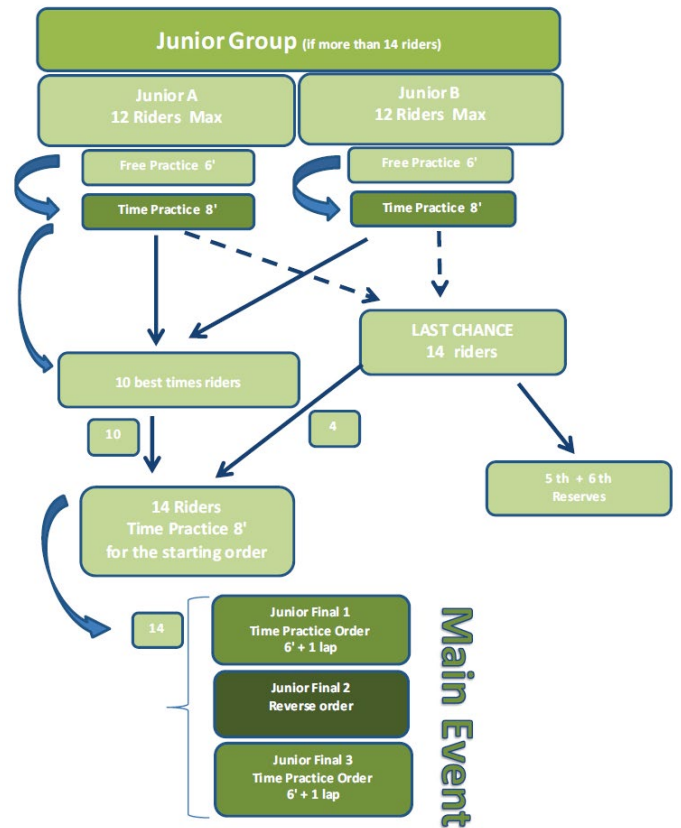 Junior Group (if more than 14 riders)
Junior A
12 Riders Max
Junior B
12 Riders Max
Free Practice 6'
Free Practice 6'
Time Practice 8'
Time Practice 8'
LAST CHANCE
14 riders
10 best times riders
10
4
5 th + 6 th
Reserves
14 Riders
Time Practice 8'
for the starting order
14
Junior Final 1
Time Practice Order
6' + 1 lap
Junior Final 2
Reverse order
Junior Final 3
Time Practice Order
6' + 1 lap
Main Event